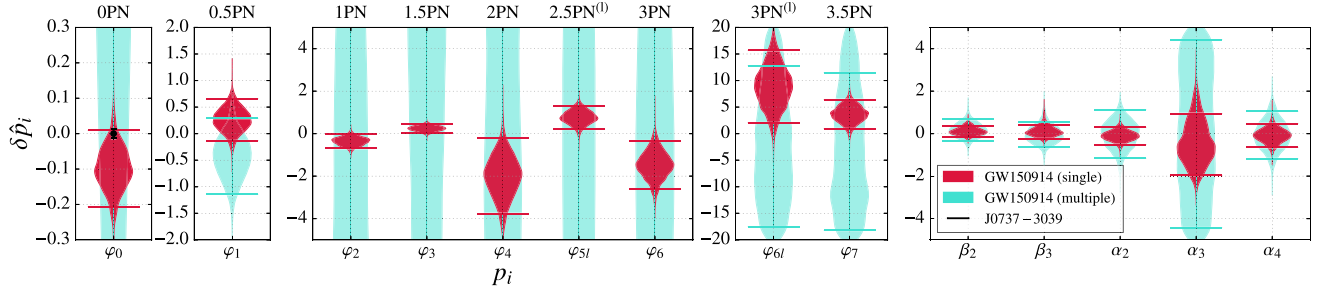 0PN 0.5PN 1PN 1.5PN 2PN 2.5PN⁽ˡ⁾ 3PN 3PN⁽ˡ⁾ 3.5PN
0.3 2.0 4 20 4
0.2 1.5 15
0.1 1.0 2 10 2
0.5 5
0.0 0.0 0 0 0
−0.5 −5
−0.1 −1.0 −2 −10 −2
−0.2 −1.5 −4 −15 −4
−0.3 −2.0 −20
δp̂ᵢ
GW150914 (single)
GW150914 (multiple)
J0737−3039
φ₀ φ₁ φ₂ φ₃ φ₄ φ₅ₗ φ₆ φ₆ₗ φ₇ β₂ β₃ α₂ α₃ α₄
pᵢ